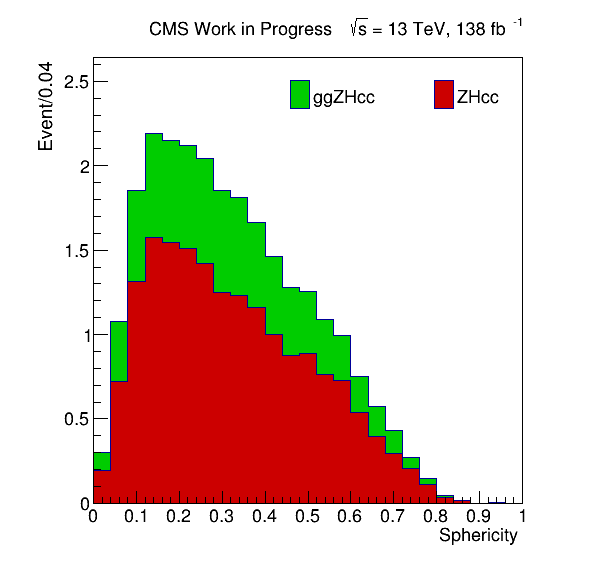 CMS Work in Progress √s = 13 TeV, 138 fb⁻¹
Event/0.04
ggZHcc ZHcc
2.5
2
1.5
1
0.5
0
0 0.1 0.2 0.3 0.4 0.5 0.6 0.7 0.8 0.9 1
Sphericity